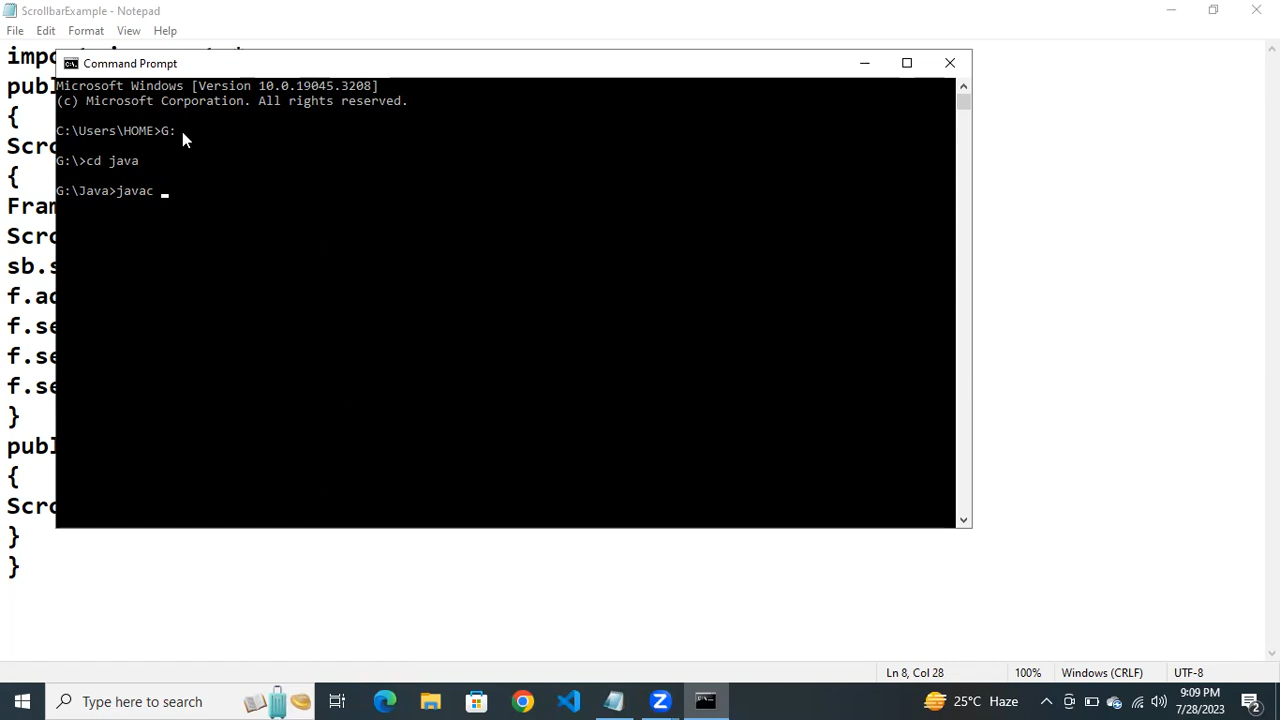 ScrollbarExample - Notepad
File Edit Format View Help
Command Prompt
Microsoft Windows [Version 10.0.19045.3208]
(c) Microsoft Corporation. All rights reserved.
C:\Users\HOME>G:
G:\>cd java
G:\Java>javac
publ
{
Scro
{
Fram
Scro
sb.s
f.ad
f.se
f.se
f.se
}
publ
{
Scro
}
}
Ln 8, Col 28 100% Windows (CRLF) UTF-8
Type here to search
25°C Haze
9:09 PM
7/28/2023
2